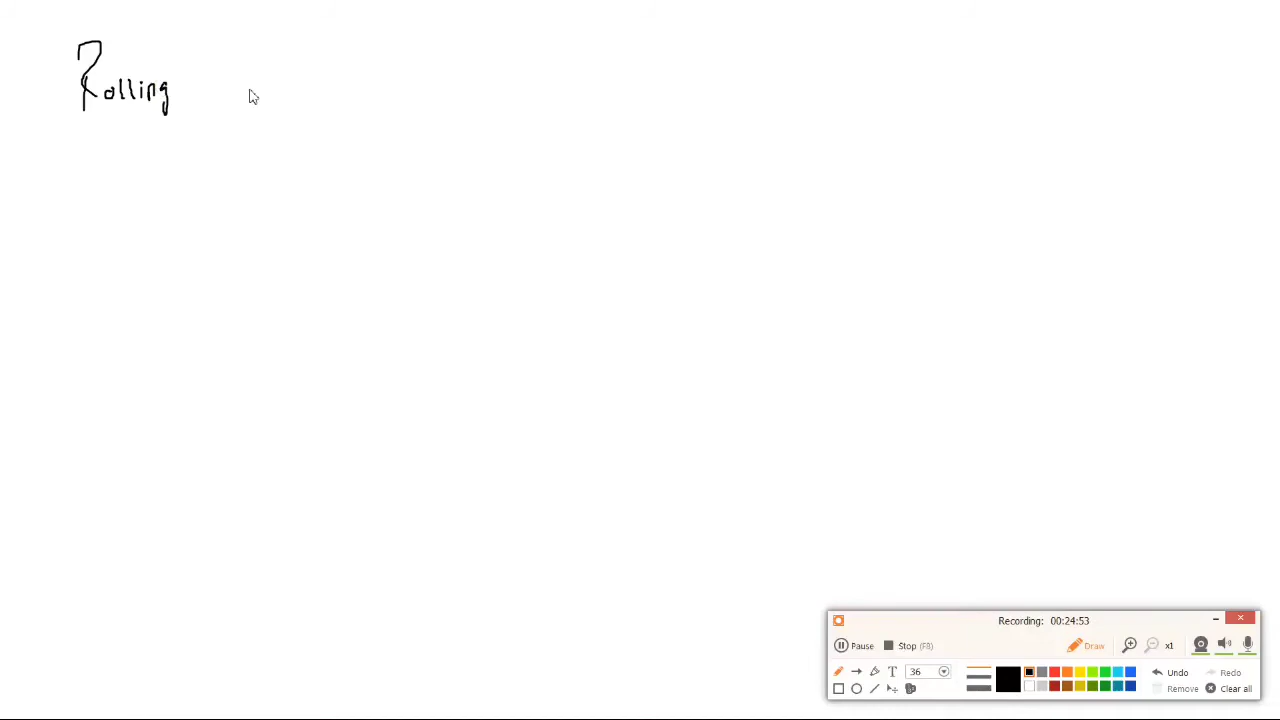 Rolling
Recording: 00:24:53
Pause Stop (F8) Draw x1
T 36 Undo Redo
Remove Clear all